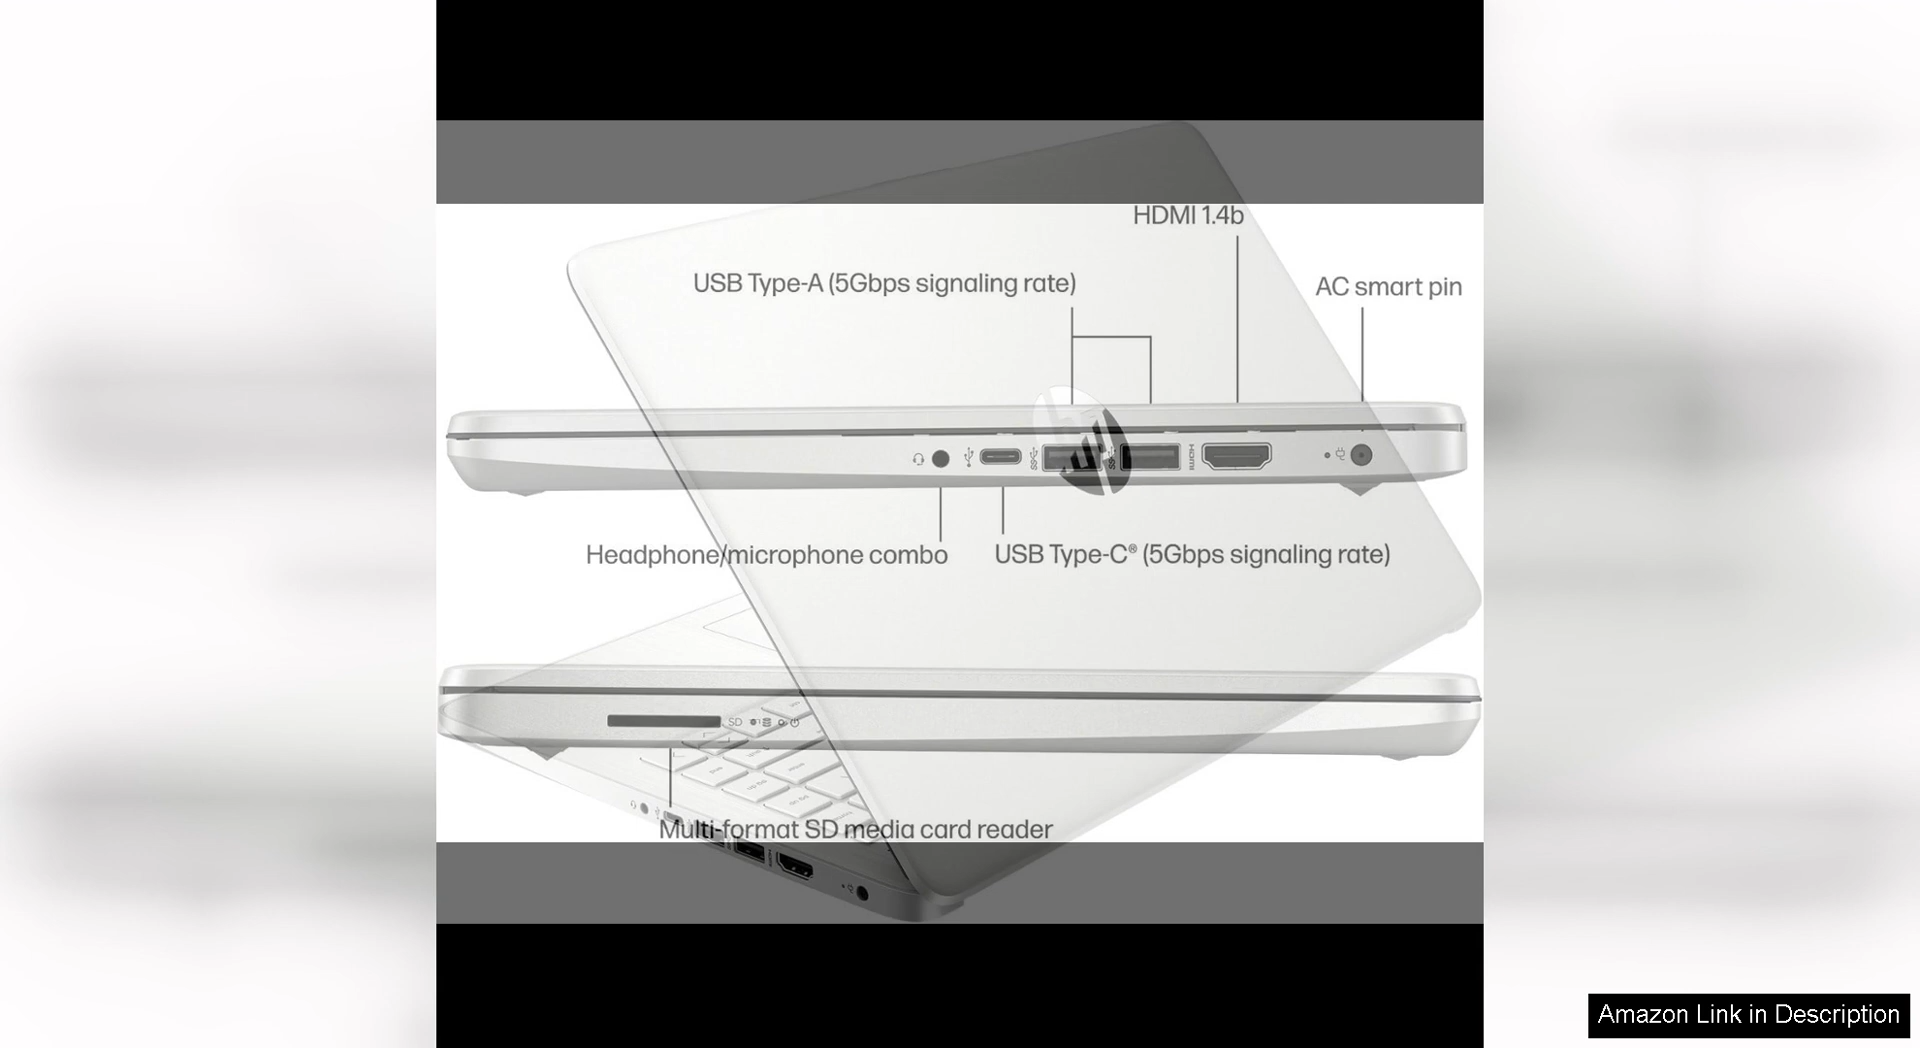 HDMI 1.4b
USB Type-A (5Gbps signaling rate)
AC smart pin
Headphone/microphone combo
USB Type-C® (5Gbps signaling rate)
SD
Multi-format SD media card reader
Amazon Link in Description